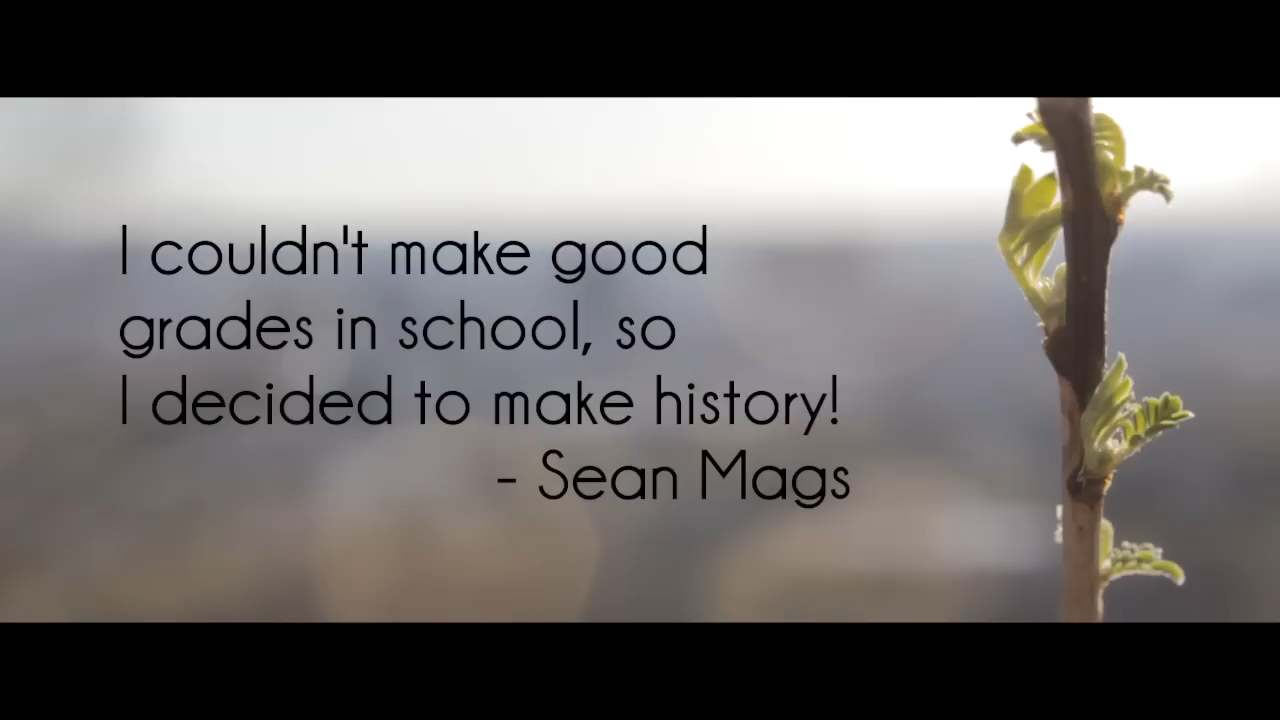 I couldn't make good
grades in school, so
I decided to make history!
- Sean Mags